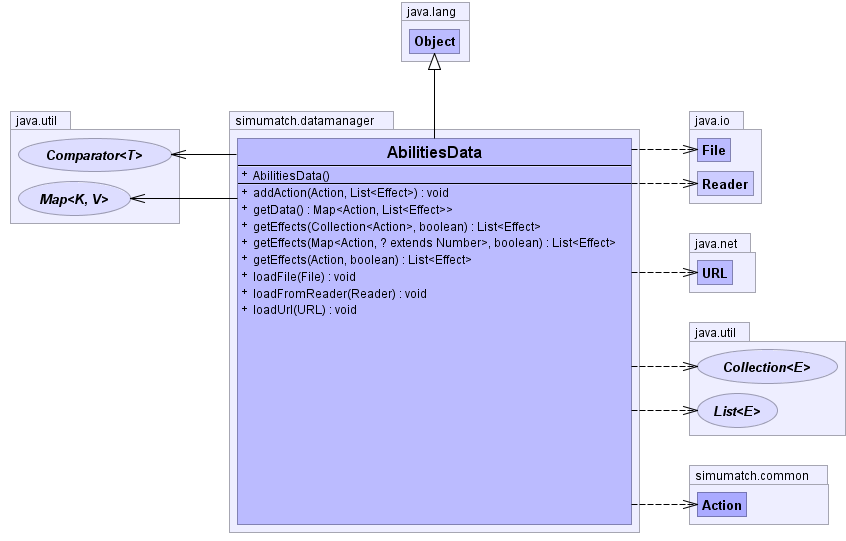 java.lang
Object
java.util
Comparator<T>
Map<K, V>
simumatch.datamanager
AbilitiesData
+ AbilitiesData()
+ addAction(Action, List<Effect>) : void
+ getData() : Map<Action, List<Effect>>
+ getEffects(Collection<Action>, boolean) : List<Effect>
+ getEffects(Map<Action, ? extends Number>, boolean) : List<Effect>
+ getEffects(Action, boolean) : List<Effect>
+ loadFile(File) : void
+ loadFromReader(Reader) : void
+ loadUrl(URL) : void
java.io
File
Reader
java.net
URL
java.util
Collection<E>
List<E>
simumatch.common
Action